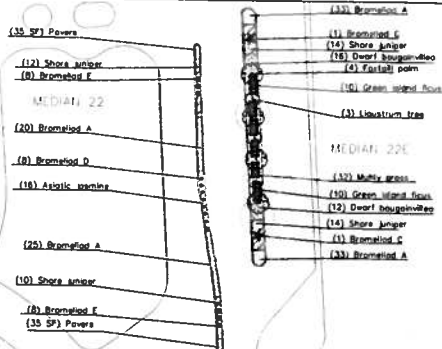 (35 SF) Pavers
(12) Shore juniper
(8) Bromeliad E
MEDIAN 22
(20) Bromeliad A
(8) Bromeliad D
(16) Asiatic jasmine
(25) Bromeliad A
(10) Shore juniper
(8) Bromeliad E
(35 SF) Pavers
(33) Bromeliad A
(1) Bromeliad C
(14) Shore juniper
(16) Dwarf bougainvillea
(4) Foxtail palm
(10) Green island ficus
(3) Ligustrum tree
MEDIAN 22E
(32) Muhly grass
(10) Green island ficus
(12) Dwarf bougainvillea
(14) Shore juniper
(1) Bromeliad C
(33) Bromeliad A